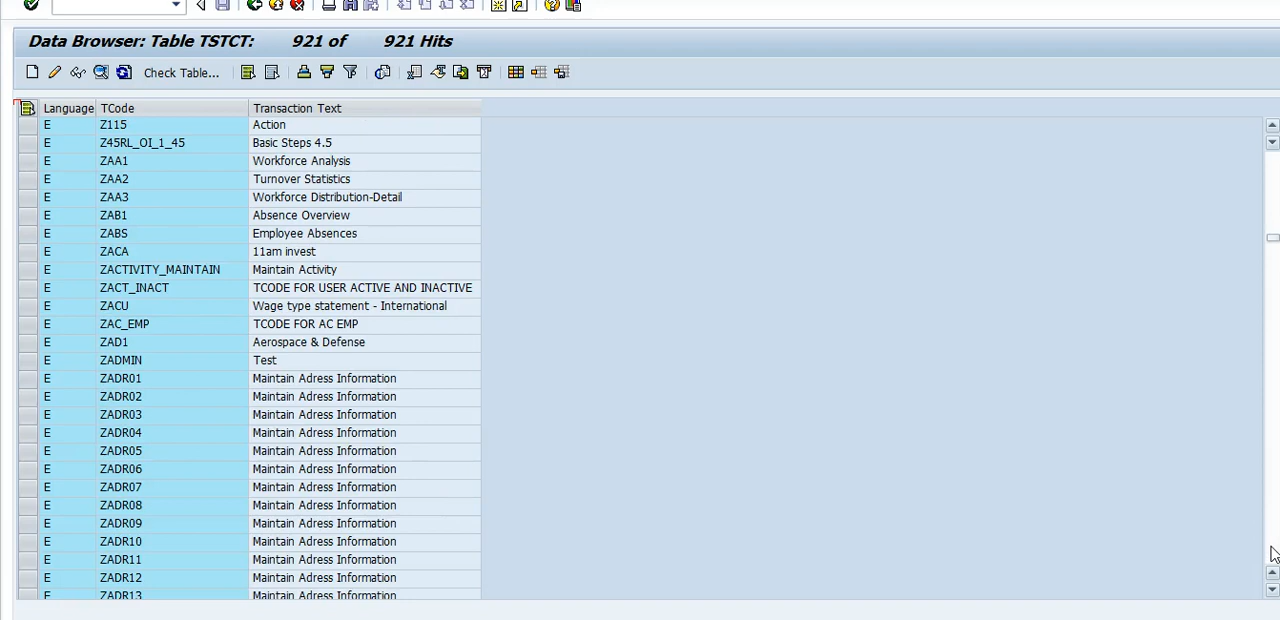 Data Browser: Table TSTCT: 921 of 921 Hits
Check Table...
Language TCode Transaction Text
E Z115 Action
E Z45RL_OI_1_45 Basic Steps 4.5
E ZAA1 Workforce Analysis
E ZAA2 Turnover Statistics
E ZAA3 Workforce Distribution-Detail
E ZAB1 Absence Overview
E ZABS Employee Absences
E ZACA 11am invest
E ZACTIVITY_MAINTAIN Maintain Activity
E ZACT_INACT TCODE FOR USER ACTIVE AND INACTIVE
E ZACU Wage type statement - International
E ZAC_EMP TCODE FOR AC EMP
E ZAD1 Aerospace & Defense
E ZADMIN Test
E ZADR01 Maintain Adress Information
E ZADR02 Maintain Adress Information
E ZADR03 Maintain Adress Information
E ZADR04 Maintain Adress Information
E ZADR05 Maintain Adress Information
E ZADR06 Maintain Adress Information
E ZADR07 Maintain Adress Information
E ZADR08 Maintain Adress Information
E ZADR09 Maintain Adress Information
E ZADR10 Maintain Adress Information
E ZADR11 Maintain Adress Information
E ZADR12 Maintain Adress Information
E ZADR13 Maintain Adress Information